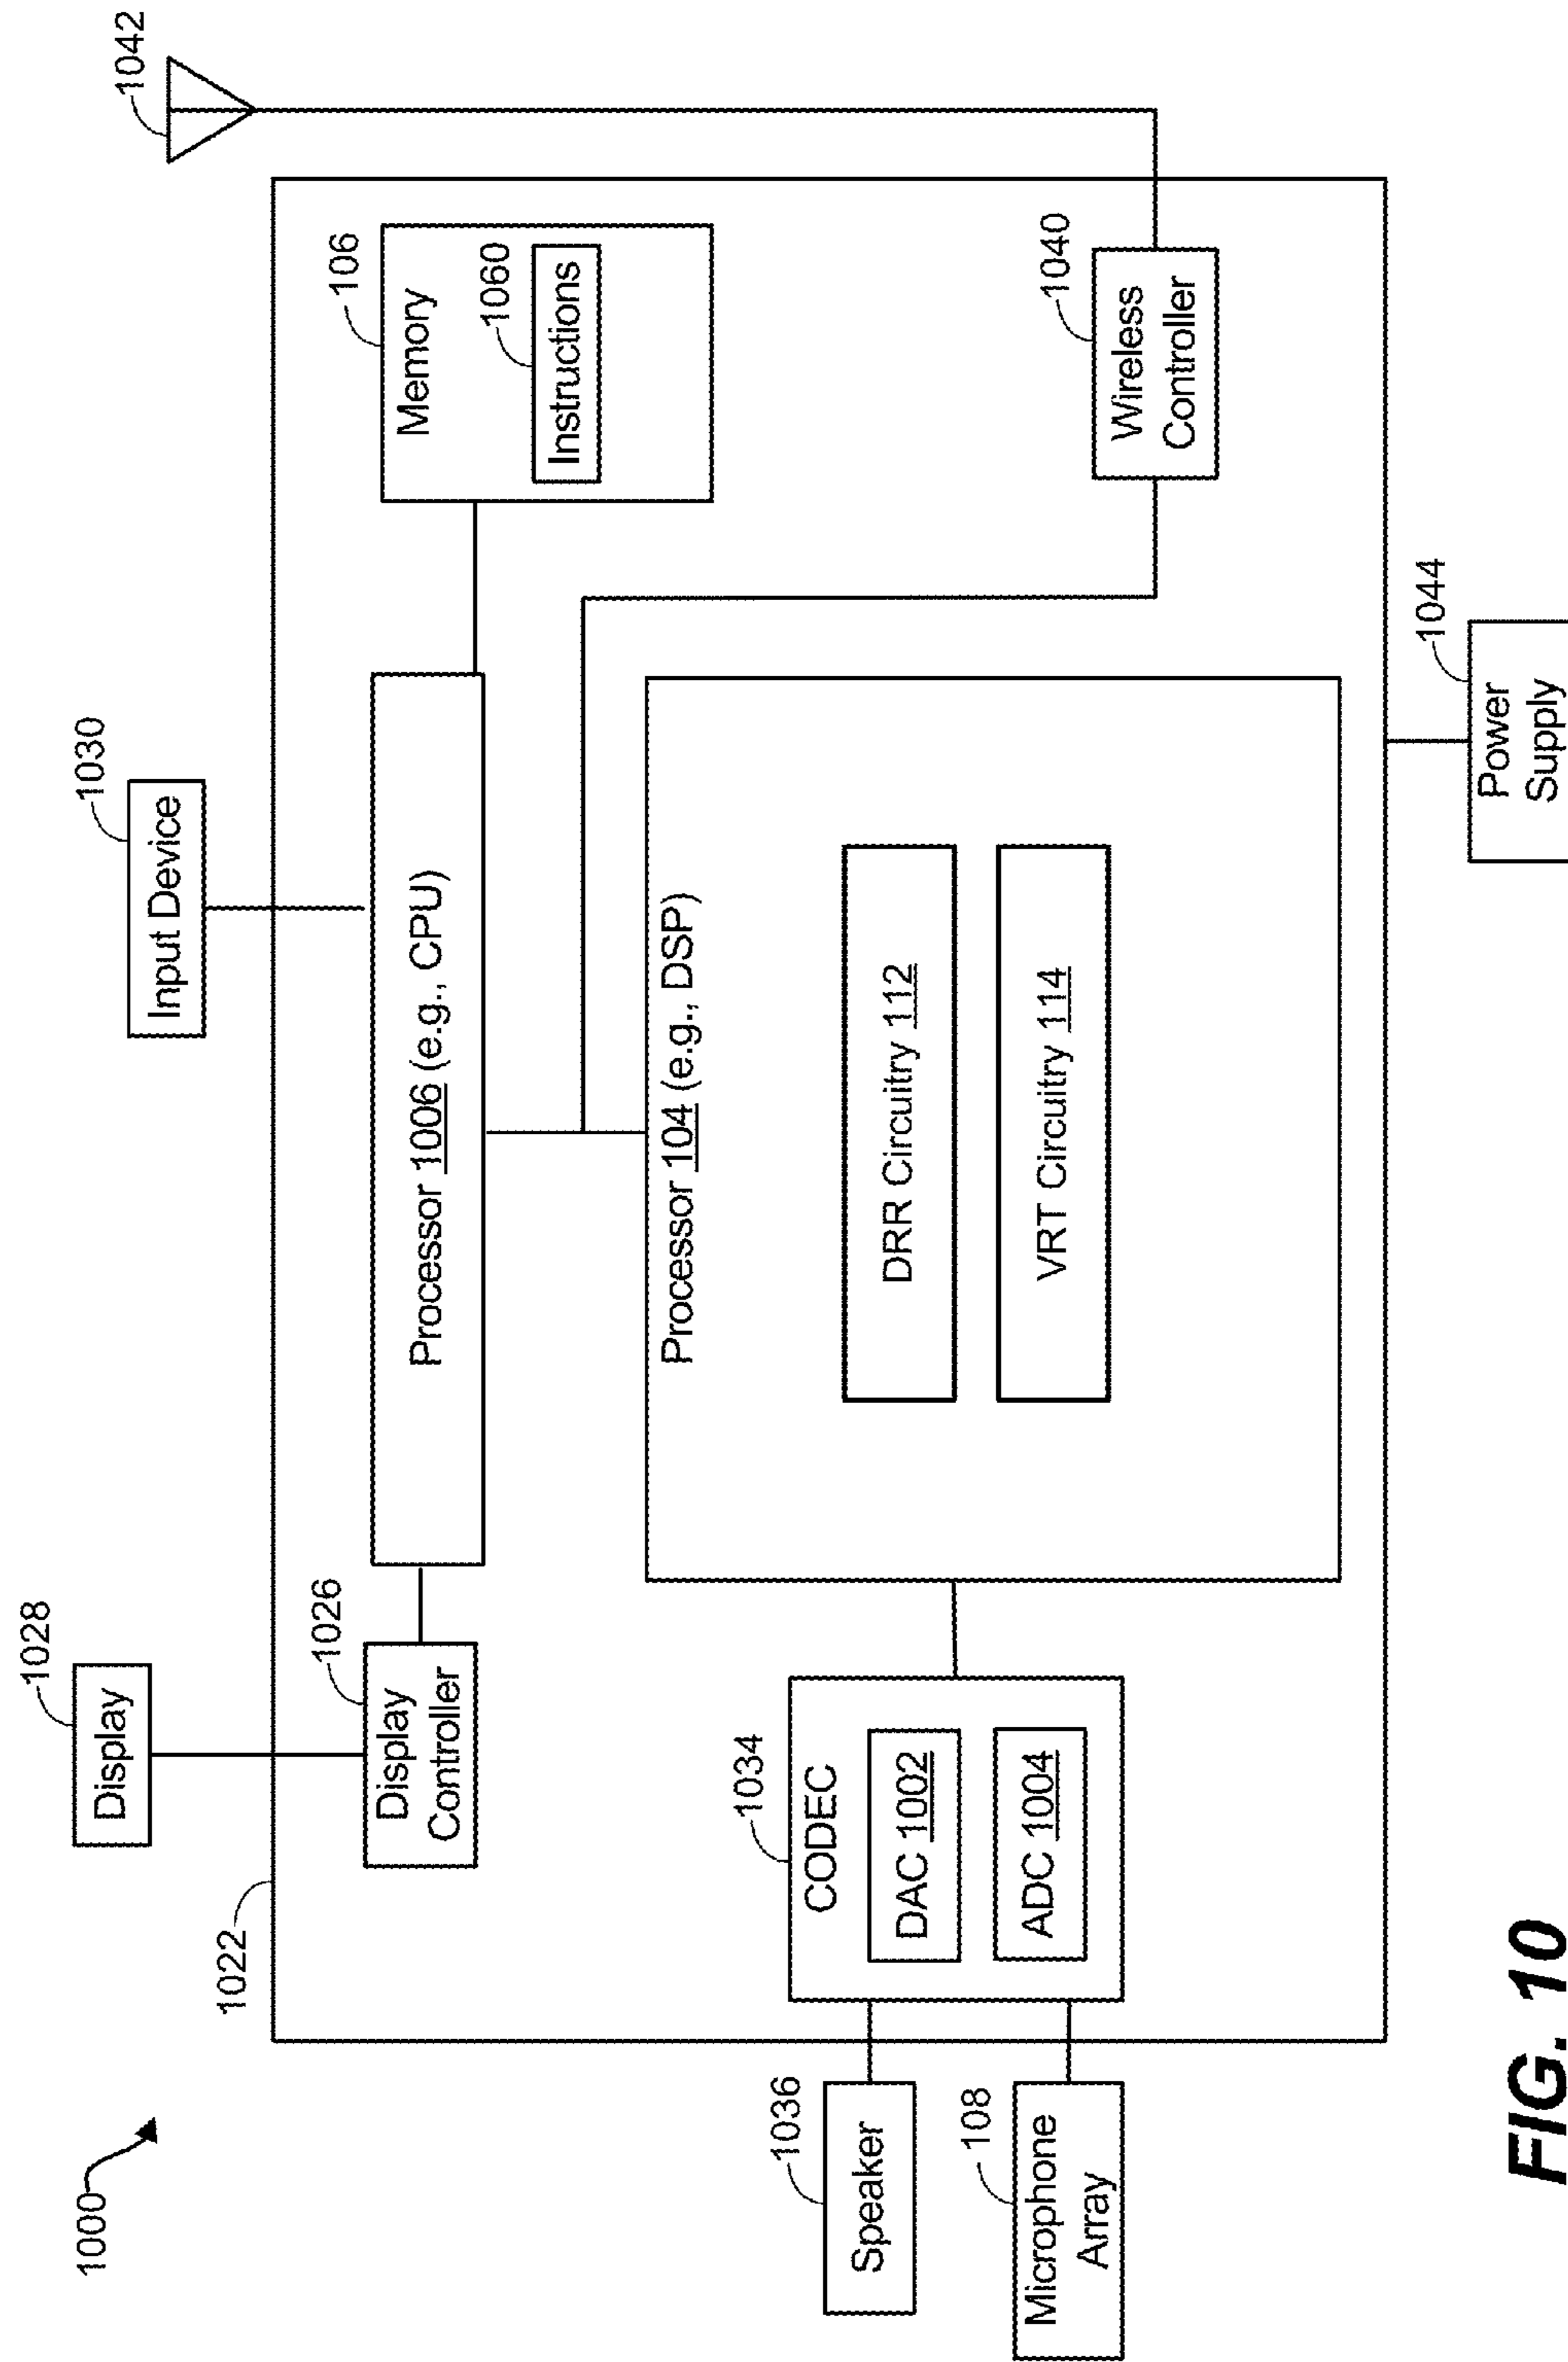 1000
1022
Display
1028
Input Device
1030
1042
Display
Controller
1026
Processor 1006 (e.g., CPU)
Memory
106
Instructions
1060
Speaker
1036
Microphone
Array
108
CODEC
1034
DAC 1002
ADC 1004
Processor 104 (e.g., DSP)
DRR Circuitry 112
VRT Circuitry 114
Wireless
Controller
1040
Power
Supply
1044
FIG. 10